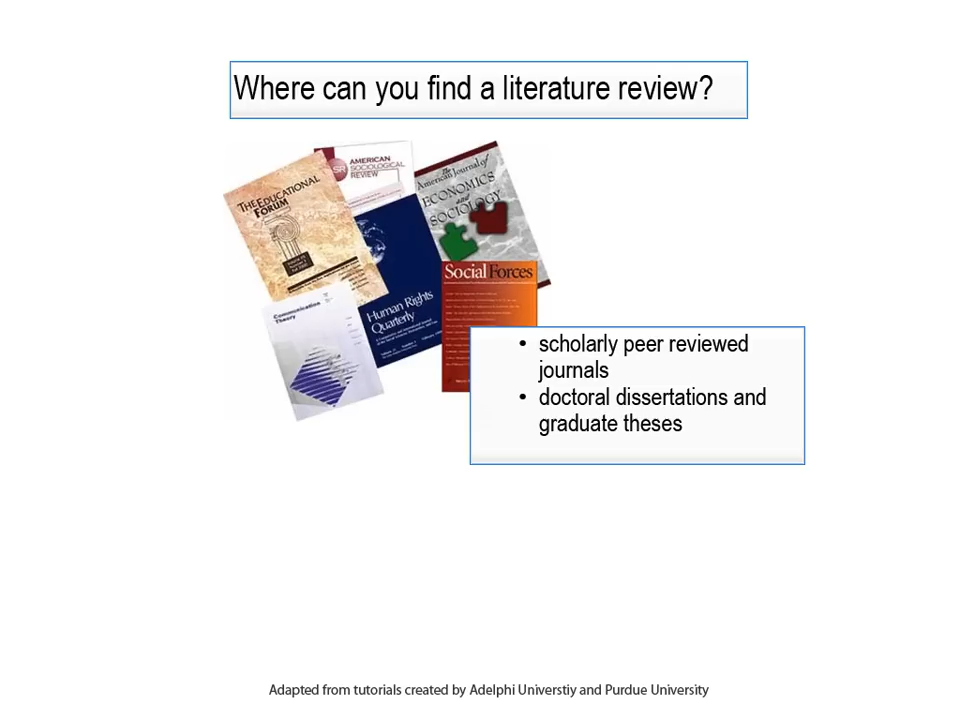 Where can you find a literature review?
AMERICAN
SOCIOLOGICAL
REVIEW
SR
THE EDUCATIONAL
FORUM
The
American Journal of
ECONOMICS
and
SOCIOLOGY
Social Forces
Communication
Theory
Human Rights
Quarterly
• scholarly peer reviewed
journals
• doctoral dissertations and
graduate theses
Adapted from tutorials created by Adelphi Universtiy and Purdue University